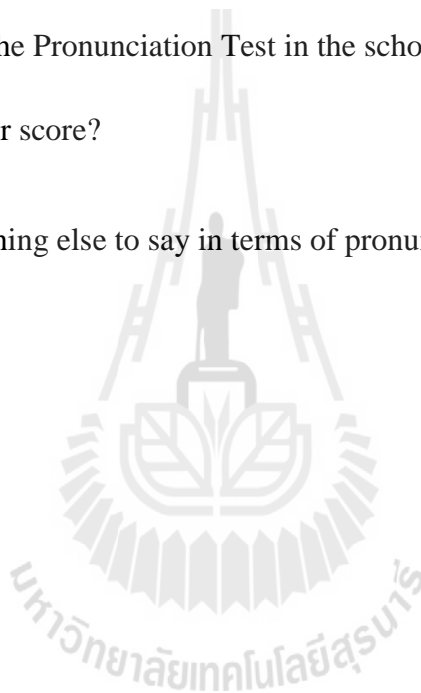 he Pronunciation Test in the scho
r score?
ning else to say in terms of pronu
มหาวิทยาลัยเทคโนโลยีสุรนารี